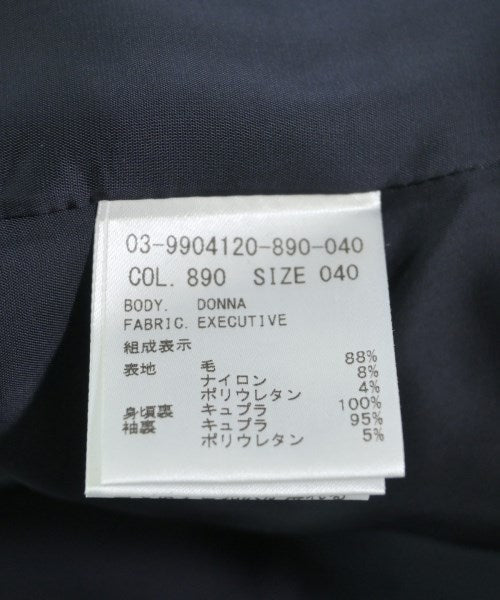 03-9904120-890-040
COL. 890 SIZE 040
BODY. DONNA
FABRIC. EXECUTIVE
組成表示
表地 毛 88%
ナイロン 8%
ポリウレタン 4%
身頃裏 キュプラ 100%
袖裏 キュプラ 95%
ポリウレタン 5%